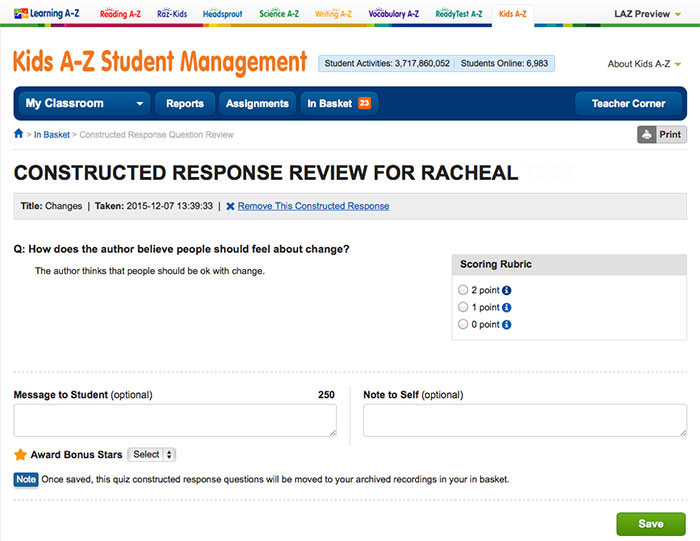 Learning A-Z Reading A-Z Raz-Kids Headsprout Science A-Z Writing A-Z Vocabulary A-Z ReadyTest A-Z Kids A-Z LAZ Preview
Kids A-Z Student Management Student Activities: 3,717,860,052 Students Online: 6,983 About Kids A-Z
My Classroom Reports Assignments In Basket 23 Teacher Corner
> In Basket > Constructed Response Question Review Print
CONSTRUCTED RESPONSE REVIEW FOR RACHEAL TEST
Title: Changes | Taken: 2015-12-07 13:39:33 | Remove This Constructed Response
Q: How does the author believe people should feel about change?
The author thinks that people should be ok with change.
Scoring Rubric
2 point
1 point
0 point
Message to Student (optional) 250 Note to Self (optional)
Award Bonus Stars Select
Note Once saved, this quiz constructed response questions will be moved to your archived recordings in your in basket.
Save